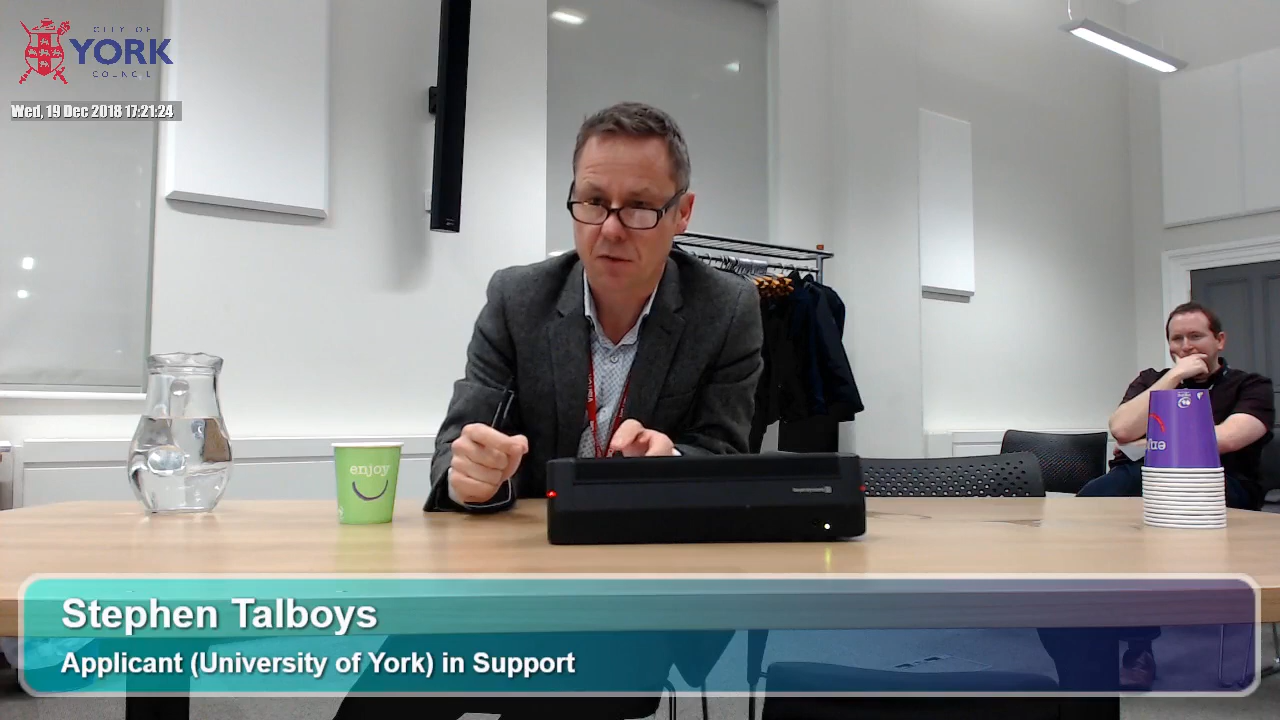 CITY OF
YORK
COUNCIL
Wed, 19 Dec 2018 17:21:24
enjoy
Stephen Talboys
Applicant (University of York) in Support